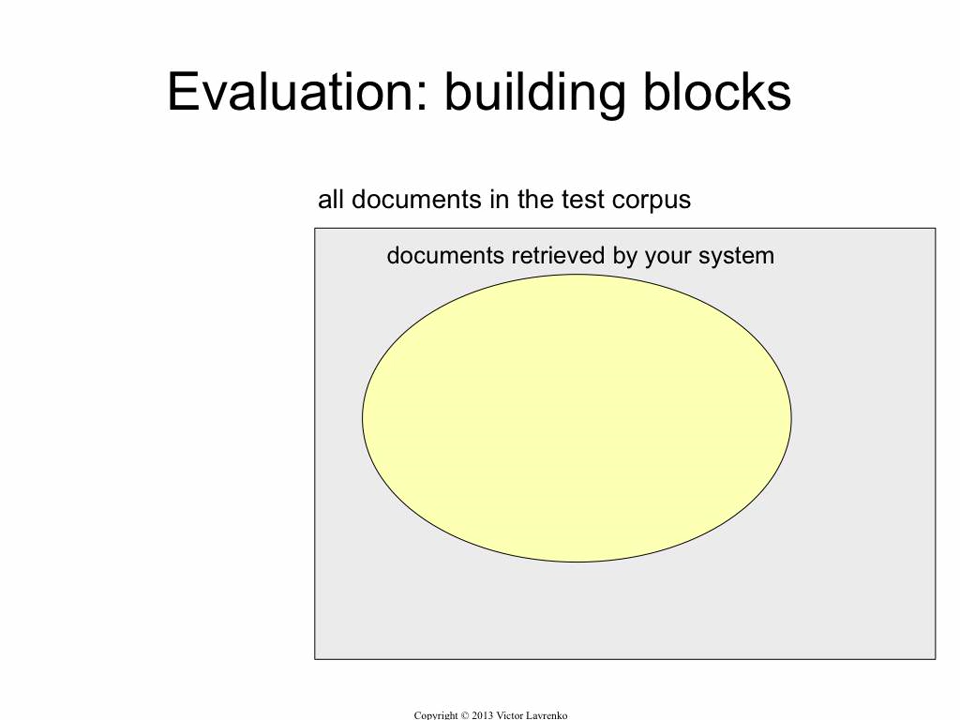 Evaluation: building blocks
all documents in the test corpus
documents retrieved by your system
Copyright © 2013 Victor Lavrenko